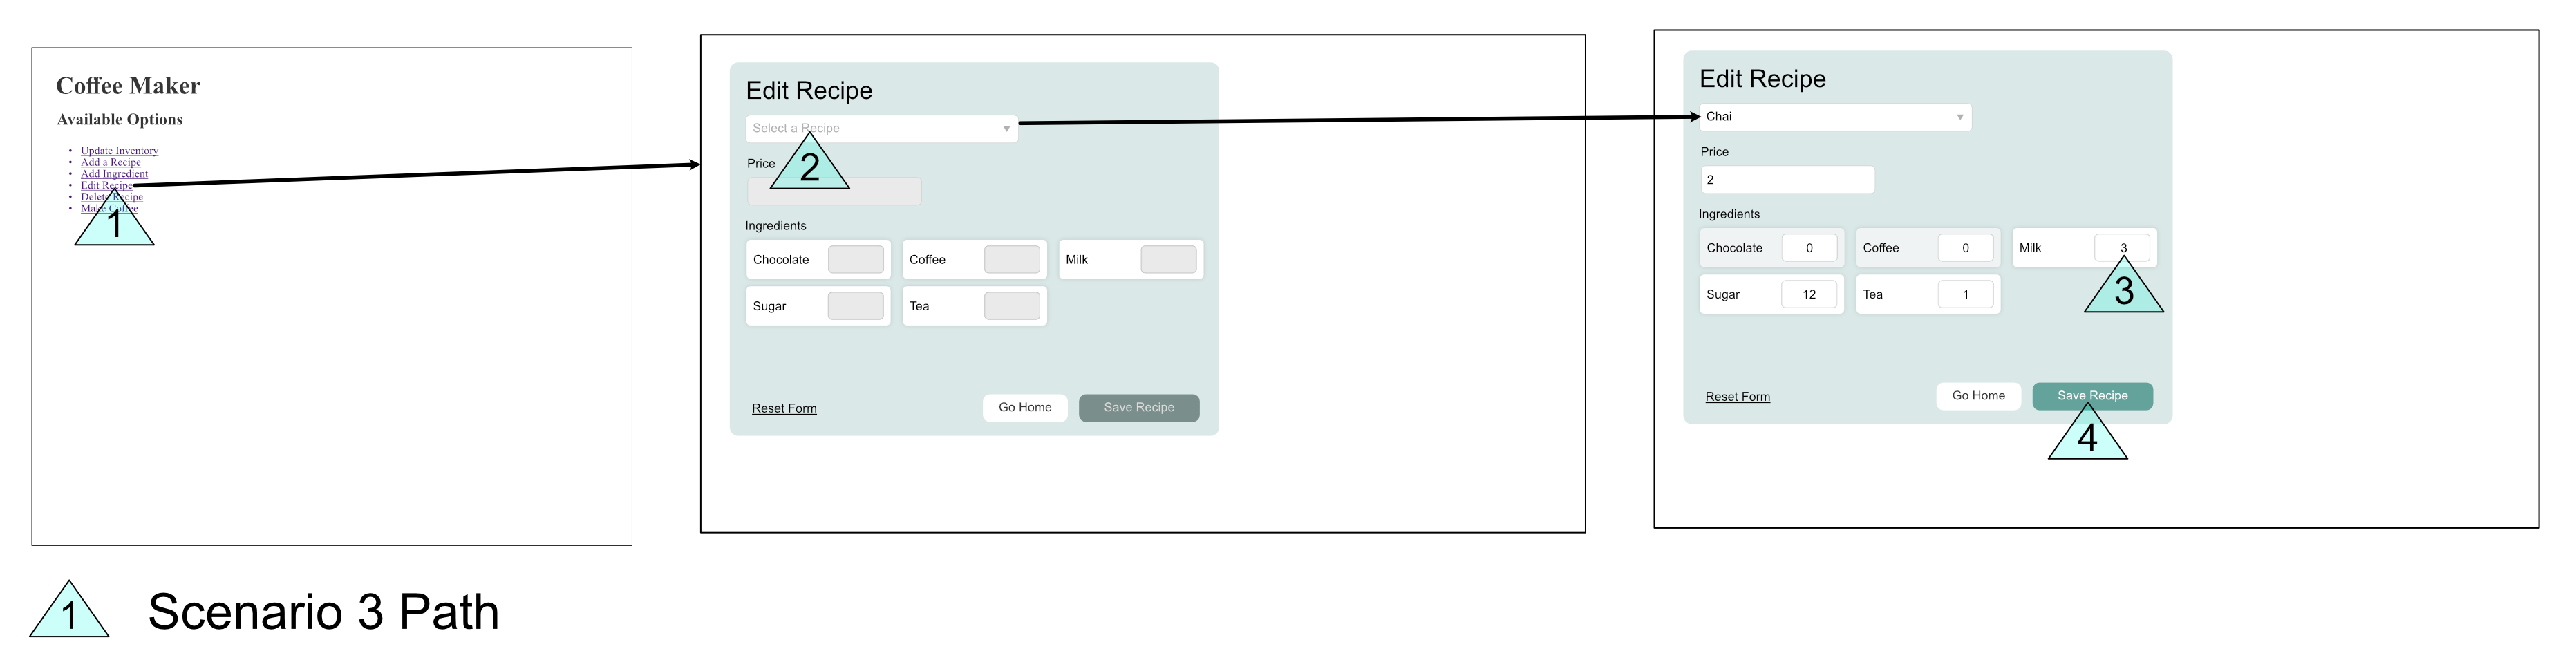 Coffee Maker
Available Options
• Update Inventory
• Add a Recipe
• Add Ingredient
• Edit Recipe
• Delete Recipe
• Make Coffee
1
Edit Recipe
Select a Recipe
2
Price
Ingredients
Chocolate
Coffee
Milk
Sugar
Tea
Reset Form
Go Home
Save Recipe
Edit Recipe
Chai
Price
2
Ingredients
Chocolate 0
Coffee 0
Milk 3
3
Sugar 12
Tea 1
Reset Form
Go Home
Save Recipe
4
1 Scenario 3 Path